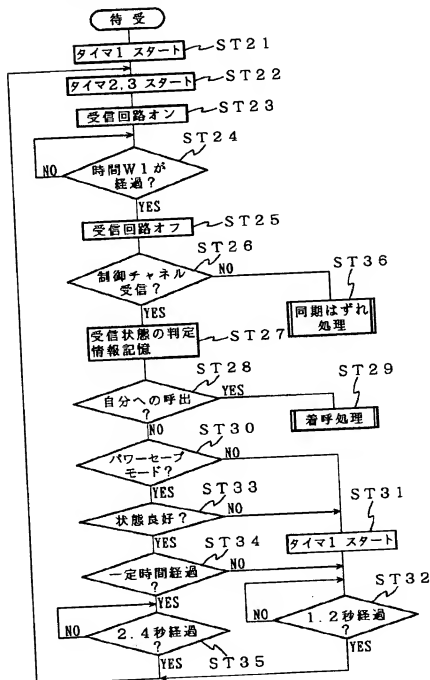 待 受
タイマ1 スタート
ST21
タイマ2,3 スタート
ST22
受信回路オン
ST23
時間W1が
経過?
ST24
NO
YES
受信回路オフ
ST25
制御チャネル
受信?
ST26
NO
YES
ST36
同期はずれ
処理
受信状態の判定
情報記憶
ST27
自分への呼出
?
ST28
YES
NO
ST29
着呼処理
パワーセーブ
モード?
ST30
NO
YES
ST31
タイマ1 スタート
状態良好?
ST33
NO
YES
一定時間経過
?
ST34
NO
YES
1.2秒経過
?
ST32
NO
YES
2.4秒経過
?
ST35
NO
YES